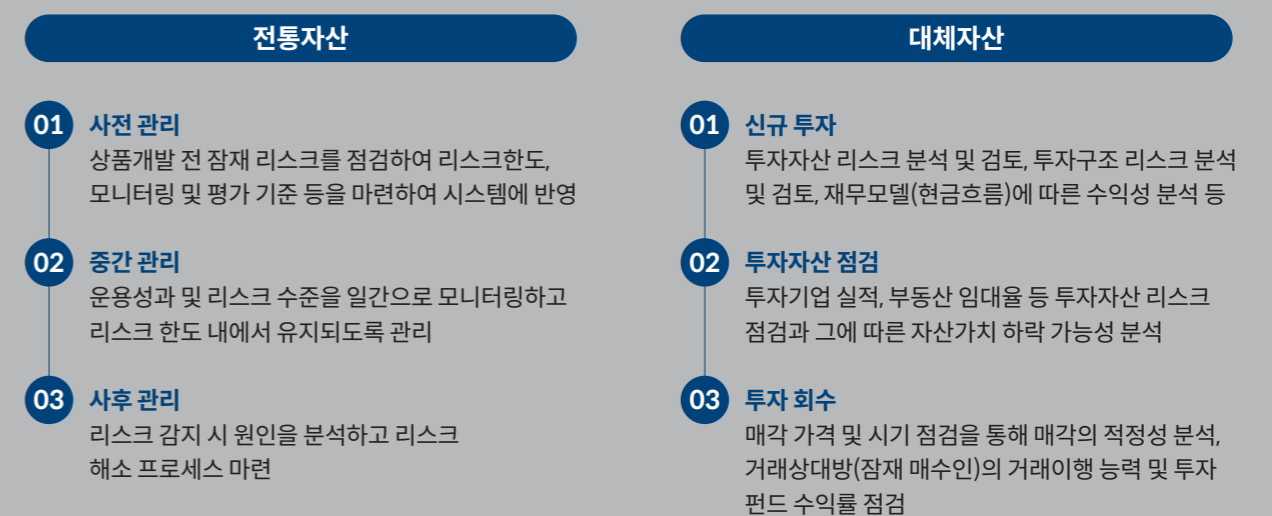 전통자산
01 사전 관리
상품개발 전 잠재 리스크를 점검하여 리스크한도,
모니터링 및 평가 기준 등을 마련하여 시스템에 반영
02 중간 관리
운용성과 및 리스크 수준을 일간으로 모니터링하고
리스크 한도 내에서 유지되도록 관리
03 사후 관리
리스크 감지 시 원인을 분석하고 리스크
해소 프로세스 마련
대체자산
01 신규 투자
투자자산 리스크 분석 및 검토, 투자구조 리스크 분석
및 검토, 재무모델(현금흐름)에 따른 수익성 분석 등
02 투자자산 점검
투자기업 실적, 부동산 임대율 등 투자자산 리스크
점검과 그에 따른 자산가치 하락 가능성 분석
03 투자 회수
매각 가격 및 시기 점검을 통해 매각의 적정성 분석,
거래상대방(잠재 매수인)의 거래이행 능력 및 투자
펀드 수익률 점검